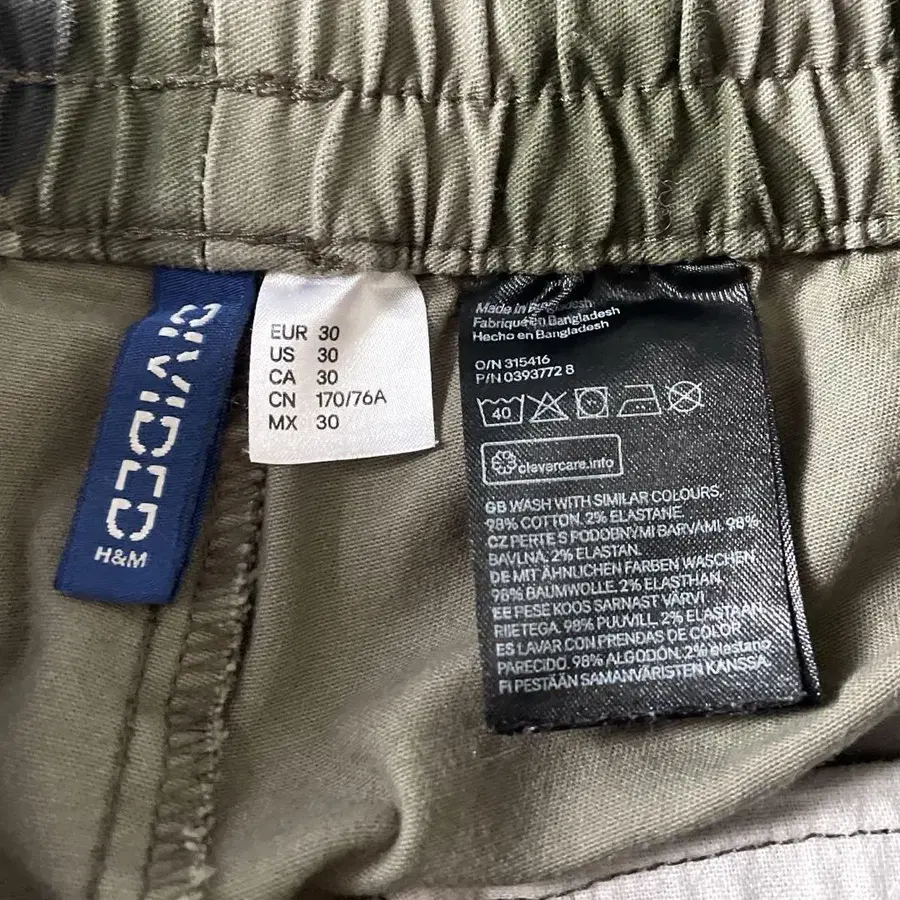 DIVIDED
H&M
EUR 30
US 30
CA 30
CN 170/76A
MX 30
Made in Bangladesh
Fabriqué en Bangladesh
Hecho en Bangladesh
O/N 315416
P/N 0393772 8
40
clevercare.info
GB WASH WITH SIMILAR COLOURS,
98% COTTON. 2% ELASTANE.
CZ PERTE S PODOBNÝMI BARVAMI. 98%
BAVLNA, 2% ELASTAN.
DE MIT ÄHNLICHEN FARBEN WASCHEN.
98% BAUMWOLLE. 2% ELASTHAN.
EE PESE KOOS SARNAST VÄRVI
RIIETEGA. 98% PUUVILL. 2% ELASTAAN.
ES LAVAR CON PRENDAS DE COLOR
PARECIDO. 98% ALGODÓN. 2% elastano
FI PESTÄÄN SAMANVÄRISTEN KANSSA.